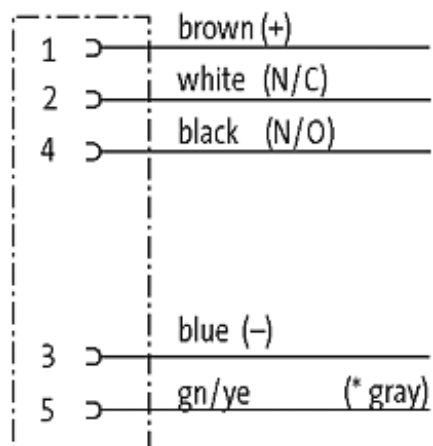 1 brown (+)
2 white (N/C)
4 black (N/O)
3 blue (–)
5 gn/ye (* gray)